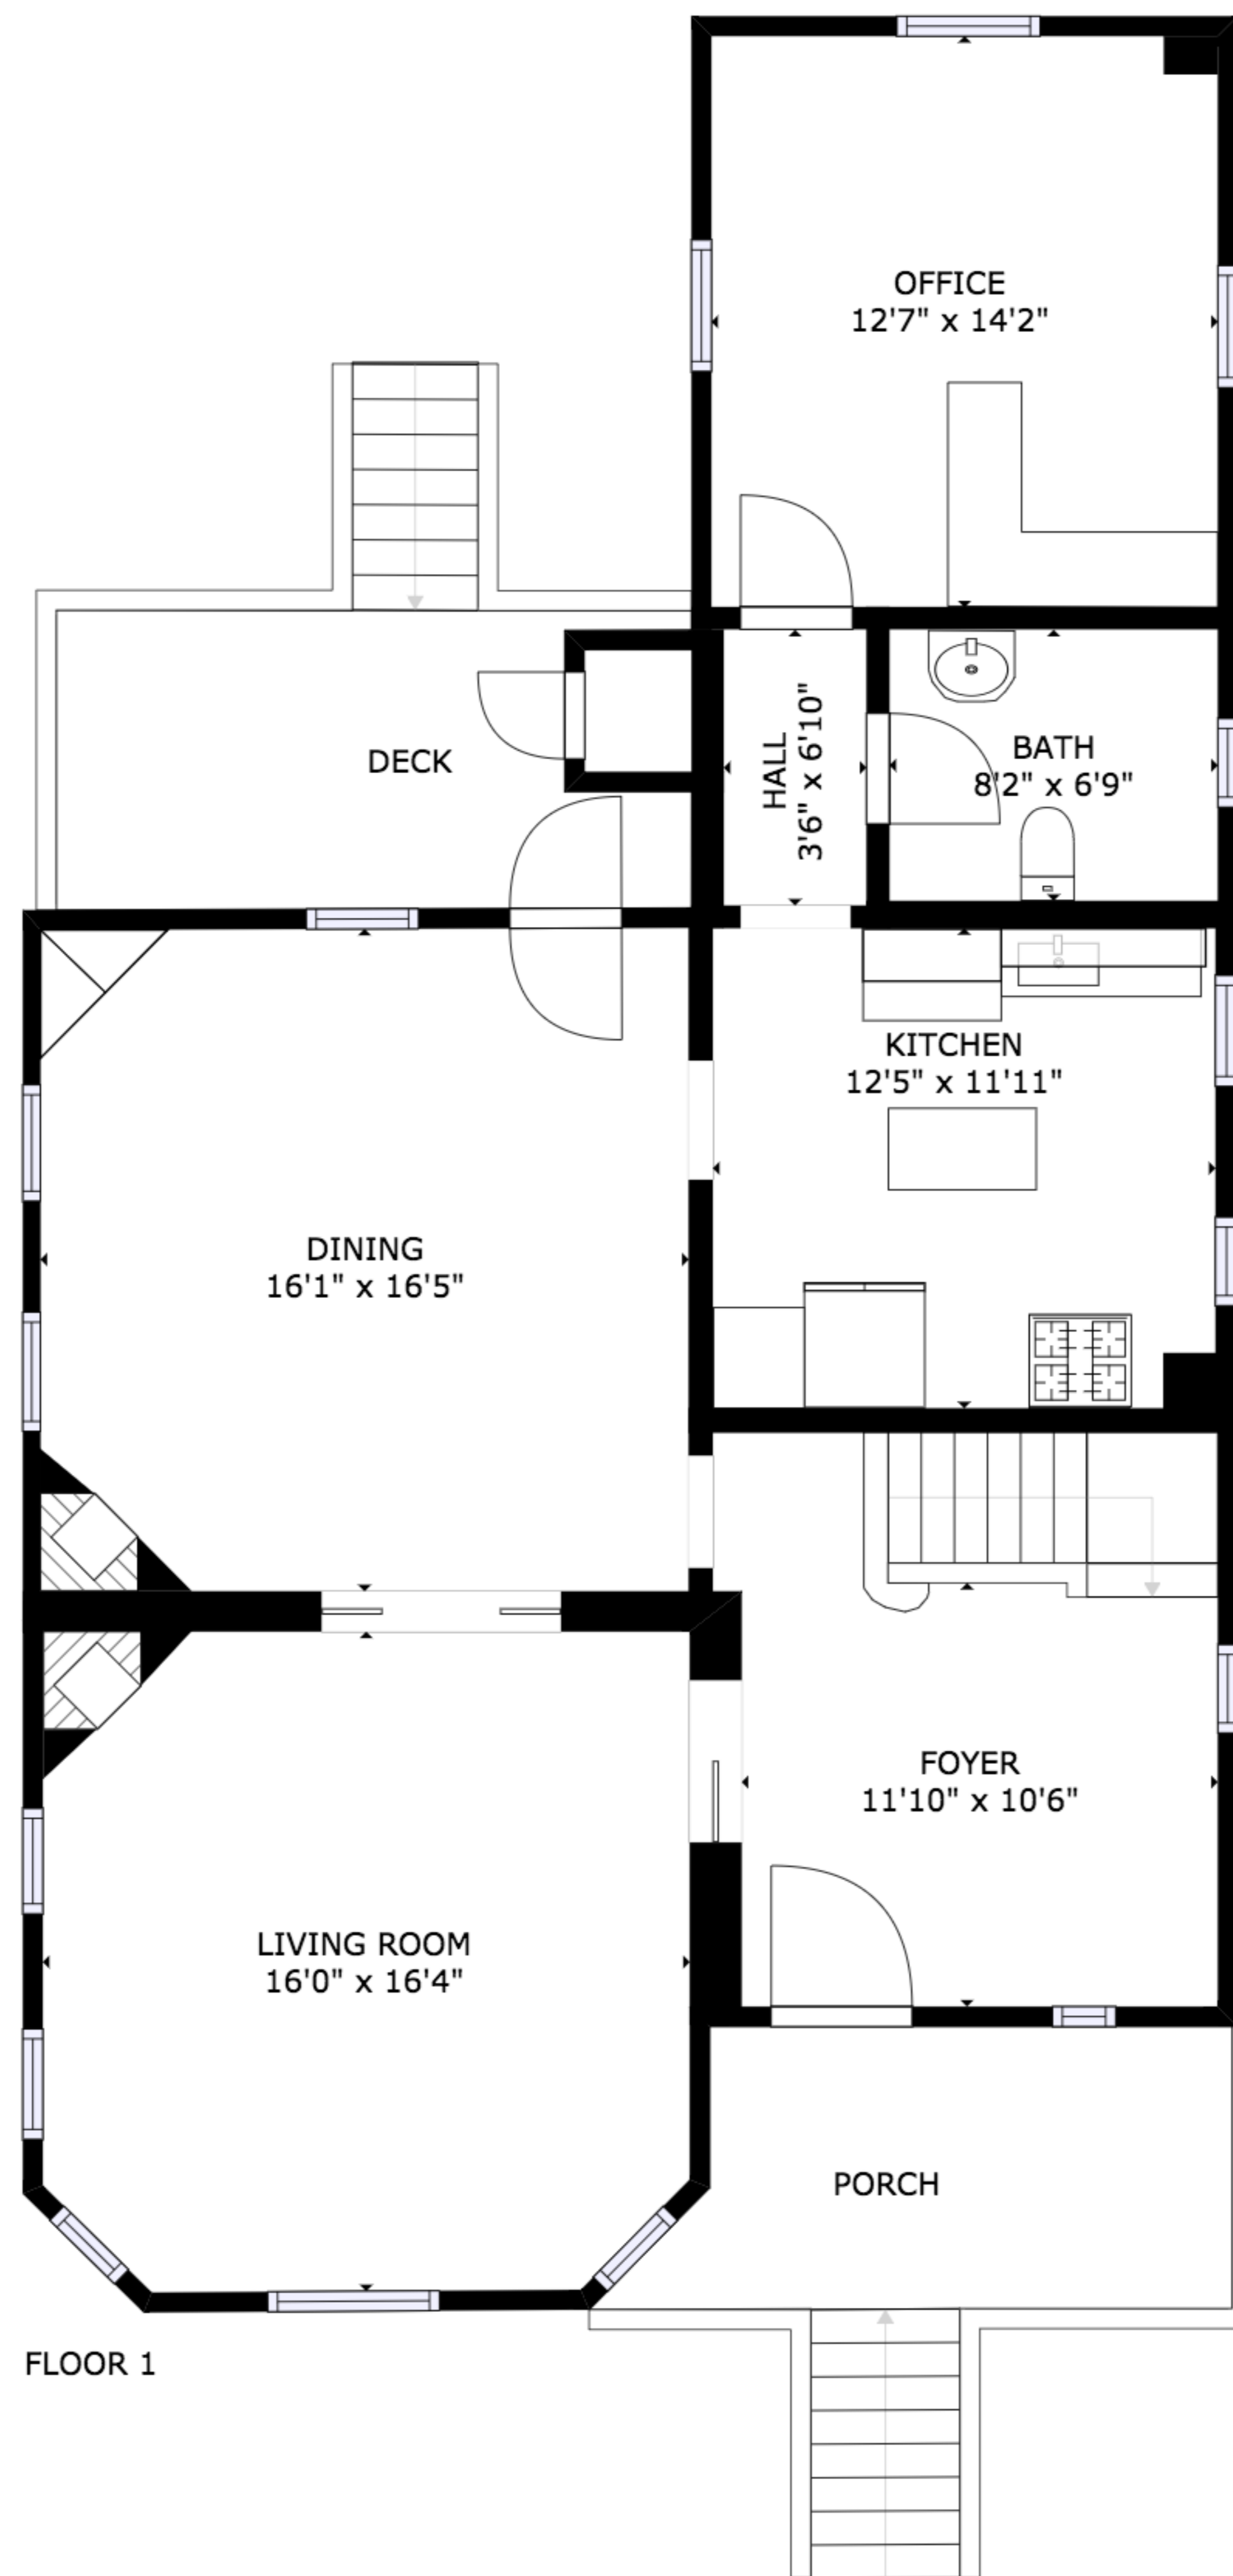 OFFICE
12'7" x 14'2"
DECK
HALL
3'6" x 6'10"
BATH
8'2" x 6'9"
KITCHEN
12'5" x 11'11"
DINING
16'1" x 16'5"
FOYER
11'10" x 10'6"
LIVING ROOM
16'0" x 16'4"
PORCH
FLOOR 1